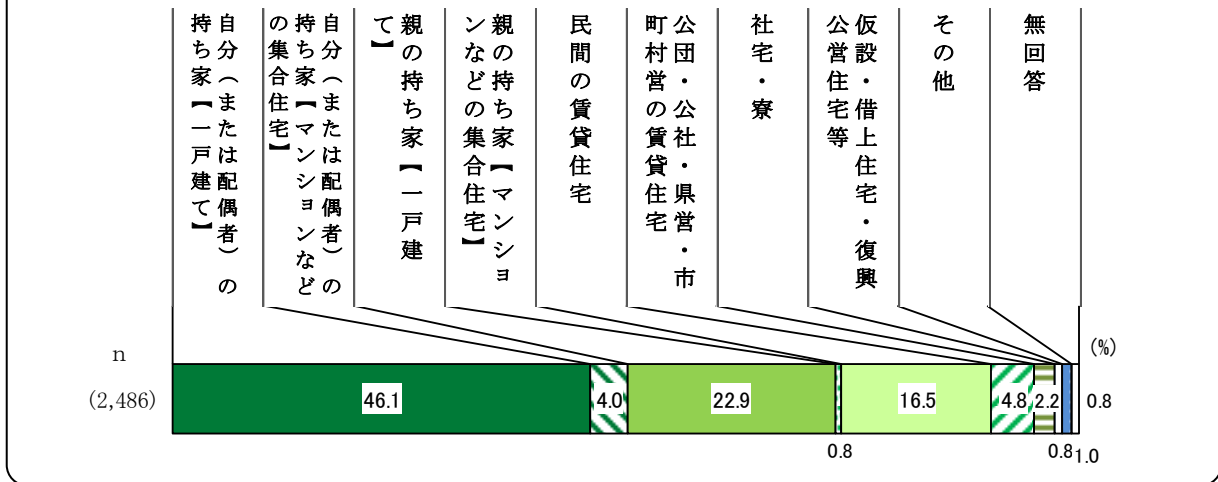 自分（または配偶者）の
持ち家【一戸建て】
自分（または配偶者）の
持ち家【マンションなど
の集合住宅】
親の持ち家【一戸建
て】
親の持ち家【マンショ
ンなどの集合住宅】
民間の賃貸住宅
公団・公社・県営・市
町村営の賃貸住宅
社宅・寮
仮設・借上住宅・復興
公営住宅等
その他
無回答
n
(%)
(2,486)
46.1
4.0
22.9
16.5
4.8
2.2
0.8
0.8
0.8
1.0